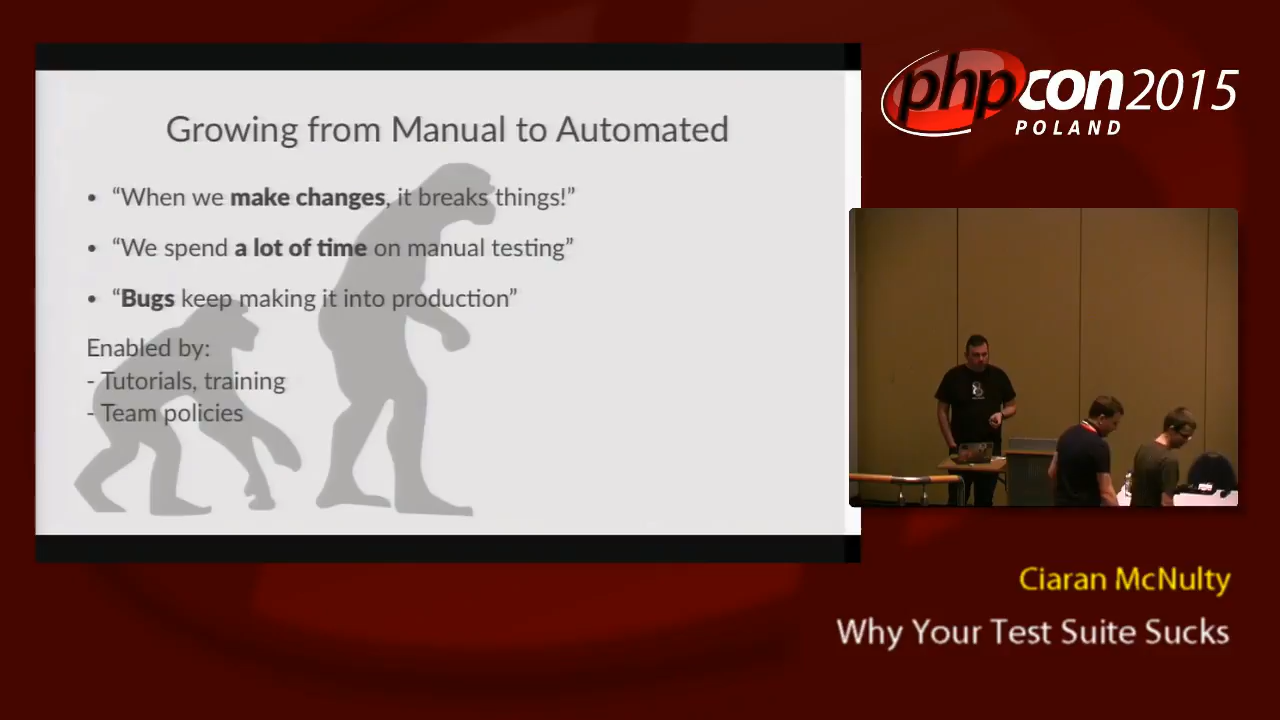 Growing from Manual to Automated
• “When we make changes, it breaks things!”
• “We spend a lot of time on manual testing”
• “Bugs keep making it into production”
Enabled by:
- Tutorials, training
- Team policies
phpcon2015
POLAND
Ciaran McNulty
Why Your Test Suite Sucks